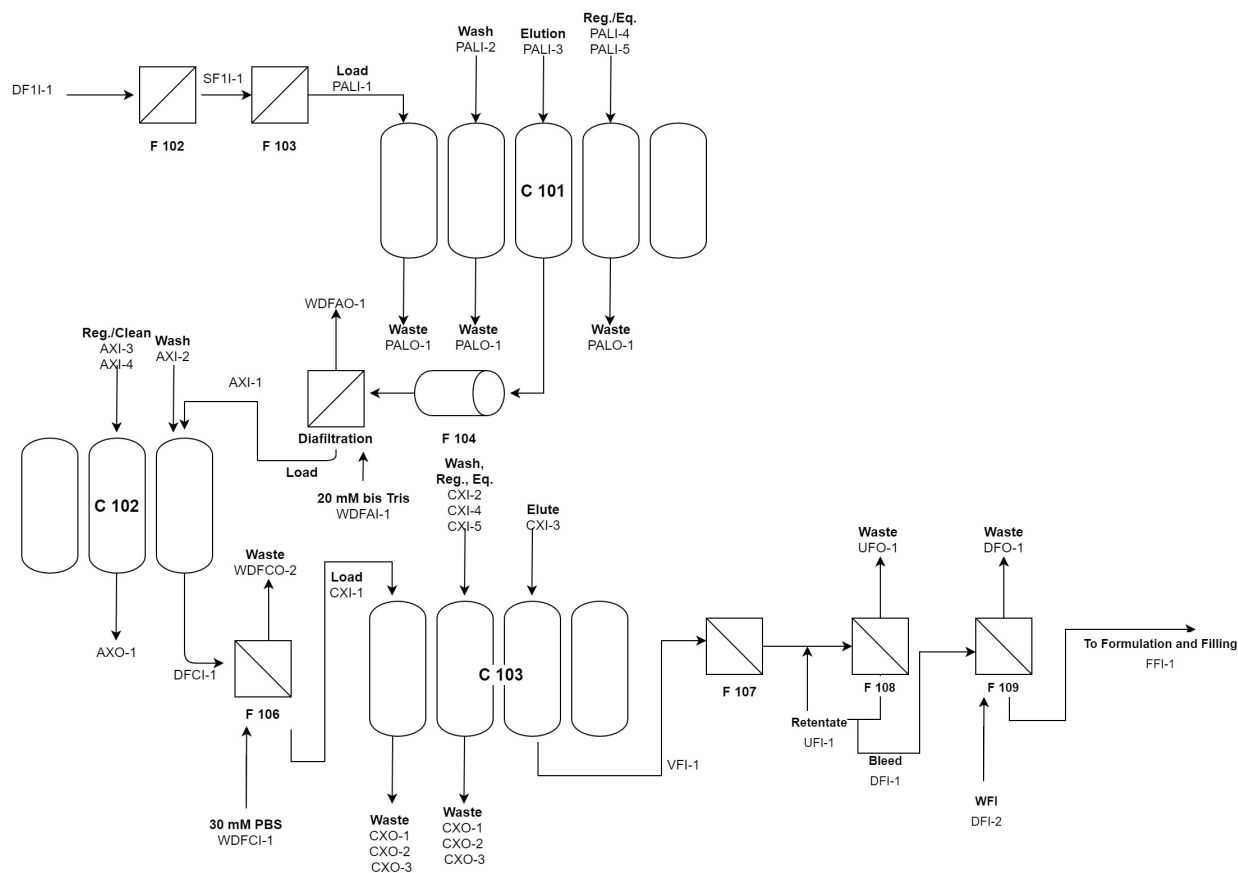 Reg./Eq.
PALI-4
PALI-5
Wash
PALI-2
Elution
PALI-3
DF1I-1
SF1I-1
Load
PALI-1
F 102
F 103
C 101
WDFAO-1
Waste
PALO-1
Waste
PALO-1
Waste
PALO-1
Reg./Clean
AXI-3
AXI-4
Wash
AXI-2
AXI-1
Diafiltration
F 104
Load
20 mM bis Tris
WDFAI-1
C 102
Wash,
Reg., Eq.
CXI-2
CXI-4
CXI-5
Elute
CXI-3
Waste
WDFCO-2
Load
CXI-1
Waste
UFO-1
Waste
DFO-1
AXO-1
DFCI-1
F 106
C 103
F 107
F 108
F 109
To Formulation and Filling
FFI-1
Retentate
UFI-1
Bleed
DFI-1
VFI-1
WFI
DFI-2
30 mM PBS
WDFCI-1
Waste
CXO-1
CXO-2
CXO-3
Waste
CXO-1
CXO-2
CXO-3